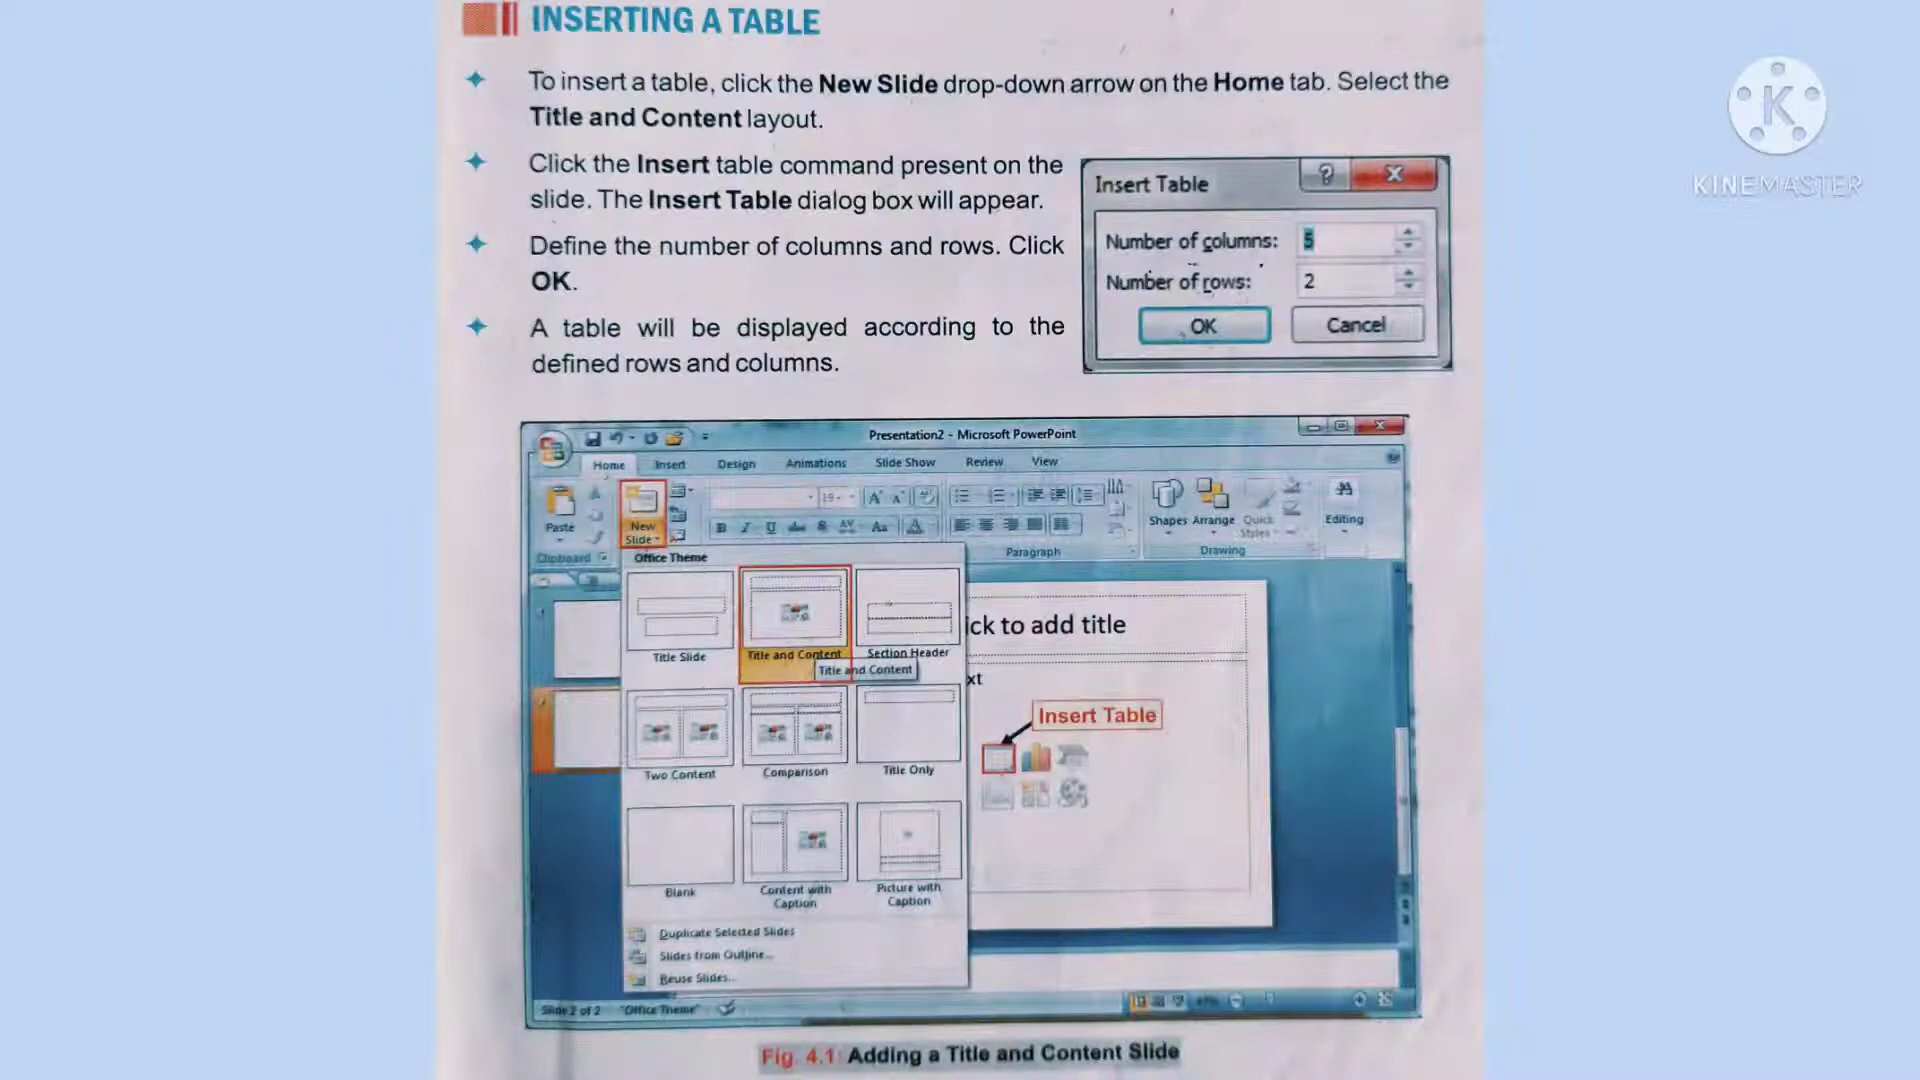 INSERTING A TABLE
To insert a table, click the New Slide drop-down arrow on the Home tab. Select the
Title and Content layout.
Click the Insert table command present on the
slide. The Insert Table dialog box will appear.
Define the number of columns and rows. Click
OK.
A table will be displayed according to the
defined rows and columns.
Insert Table
?
Number of columns: 5
Number of rows: 2
OK Cancel
K
KINEMASTER
Presentation2 - Microsoft PowerPoint
Home Insert Design Animations Slide Show Review View
Paste
New
Slide
Clipboard
Paragraph
Shapes Arrange Quick
Styles
Drawing
Editing
Office Theme
Title Slide
Title and Content
Section Header
Title and Content
Two Content
Comparison
Title Only
Blank
Content with
Caption
Picture with
Caption
Duplicate Selected Slides
Slides from Outline...
Reuse Slides...
ick to add title
xt
Insert Table
Slide 2 of 2 "Office Theme"
Fig. 4.1: Adding a Title and Content Slide